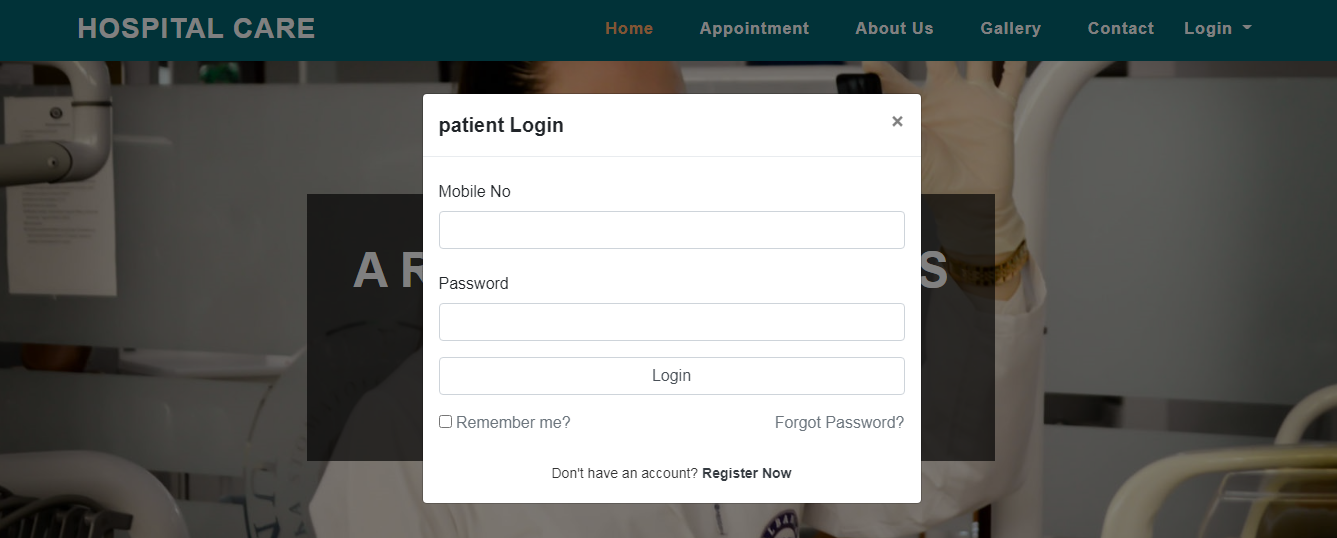 HOSPITAL CARE
Home Appointment About Us Gallery Contact Login
patient Login ×
Mobile No
Password
Login
Remember me? Forgot Password?
Don't have an account? Register Now